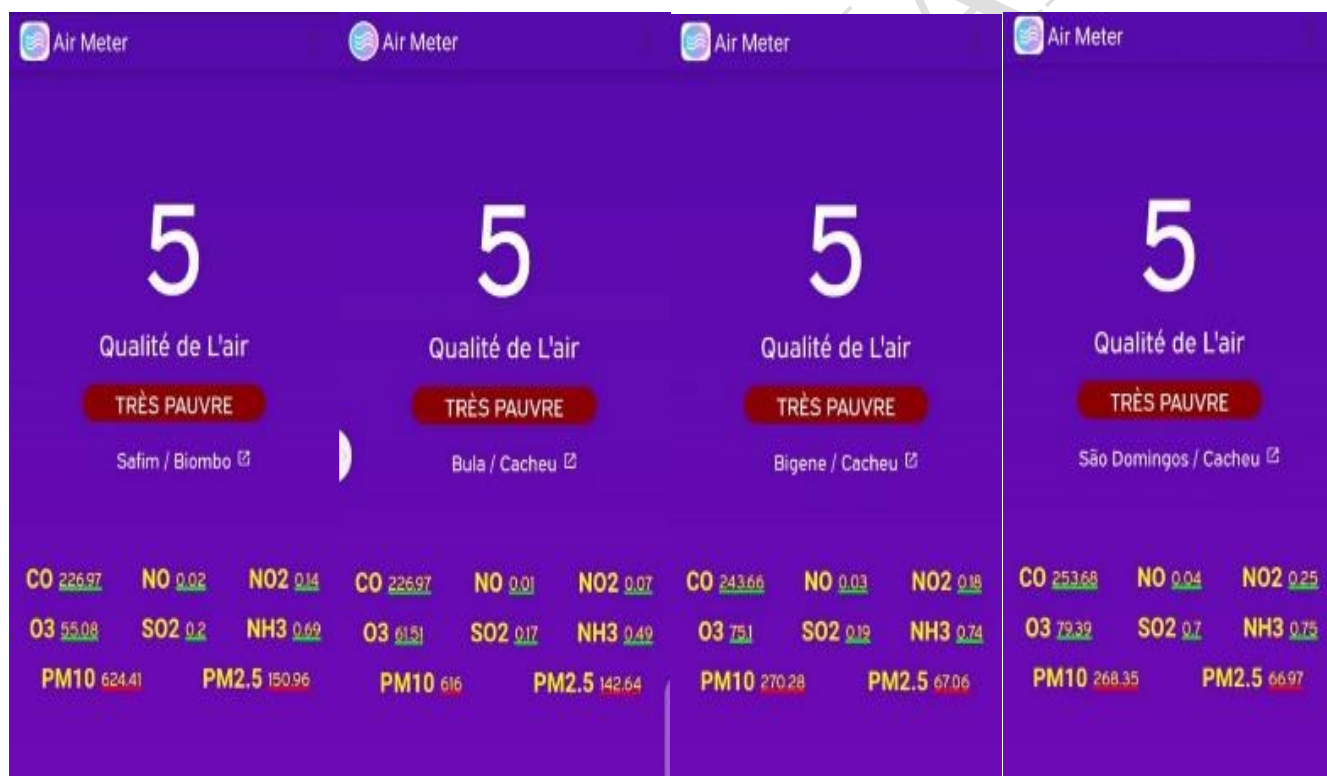 Air Meter
5
Qualité de L'air
TRÈS PAUVRE
Safim / Biombo
CO 226.97 NO 0.02 NO2 0.14
O3 55.08 SO2 0.2 NH3 0.69
PM10 624.41 PM2.5 150.96
Air Meter
5
Qualité de L'air
TRÈS PAUVRE
Bula / Cacheu
CO 226.97 NO 0.01 NO2 0.07
O3 61.51 SO2 0.17 NH3 0.49
PM10 616 PM2.5 142.64
Air Meter
5
Qualité de L'air
TRÈS PAUVRE
Bigene / Cacheu
CO 243.66 NO 0.03 NO2 0.18
O3 75.1 SO2 0.19 NH3 0.74
PM10 270.28 PM2.5 67.06
Air Meter
5
Qualité de L'air
TRÈS PAUVRE
São Domingos / Cacheu
CO 253.68 NO 0.04 NO2 0.25
O3 79.39 SO2 0.7 NH3 0.75
PM10 268.35 PM2.5 66.97